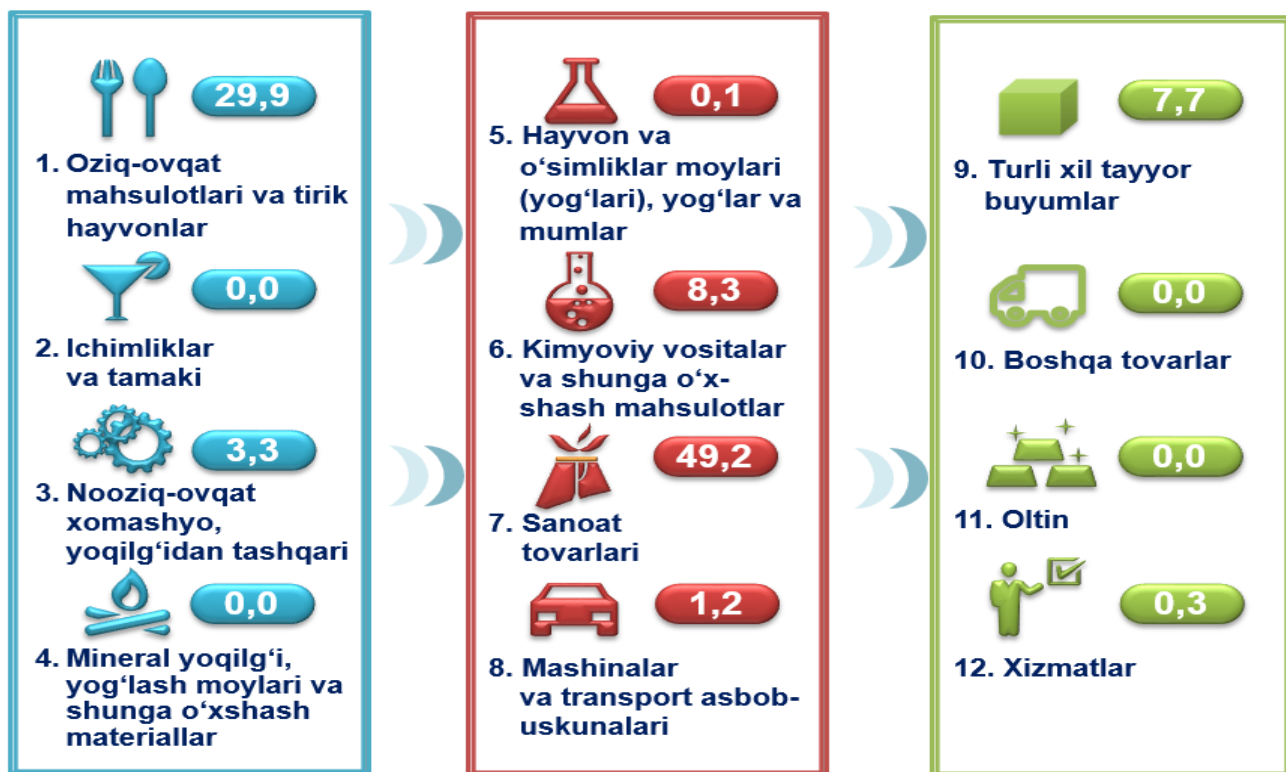 29,9
1. Oziq-ovqat
mahsulotlari va tirik
hayvonlar
0,0
2. Ichimliklar
va tamaki
3,3
3. Nooziq-ovqat
xomashyo,
yoqilg‘idan tashqari
0,0
4. Mineral yoqilg‘i,
yog‘lash moylari va
shunga o‘xshash
materiallar
0,1
5. Hayvon va
o‘simliklar moylari
(yog‘lari), yog‘lar va
mumlar
8,3
6. Kimyoviy vositalar
va shunga o‘x-
shash mahsulotlar
49,2
7. Sanoat
tovarlari
1,2
8. Mashinalar
va transport asbob-
uskunalari
7,7
9. Turli xil tayyor
buyumlar
0,0
10. Boshqa tovarlar
0,0
11. Oltin
0,3
12. Xizmatlar